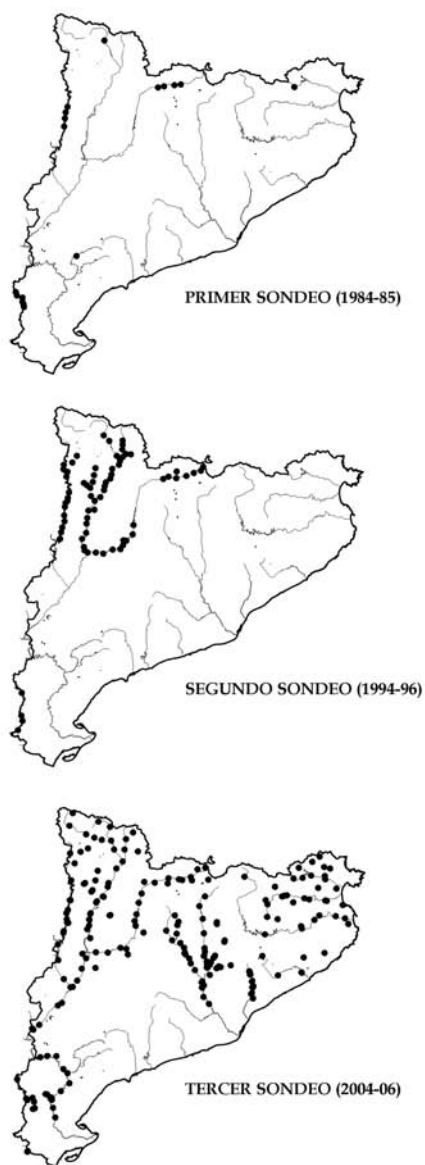 PRIMER SONDEO (1984-85)
SEGUNDO SONDEO (1994-96)
TERCER SONDEO (2004-06)